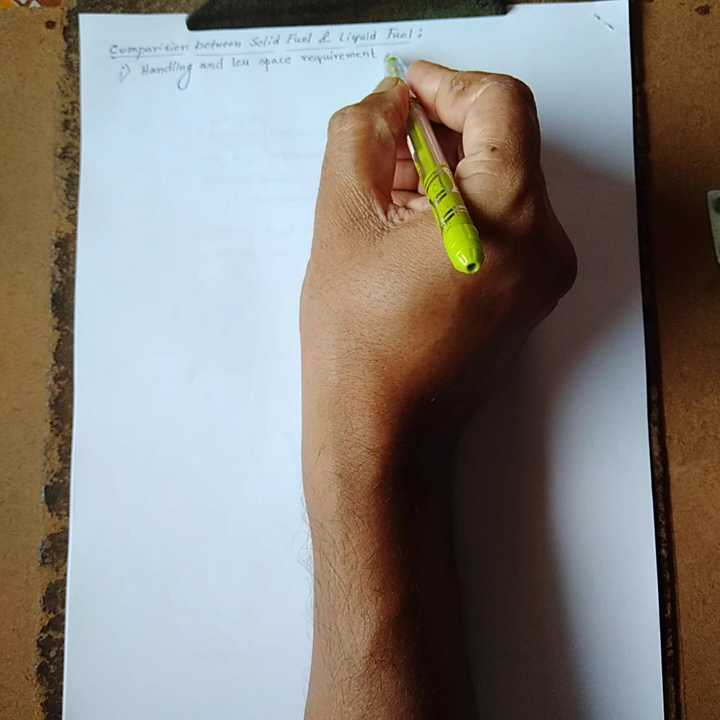 Comparision between Solid Fuel & Liquid Fuel :
i) Handling and less space requirement